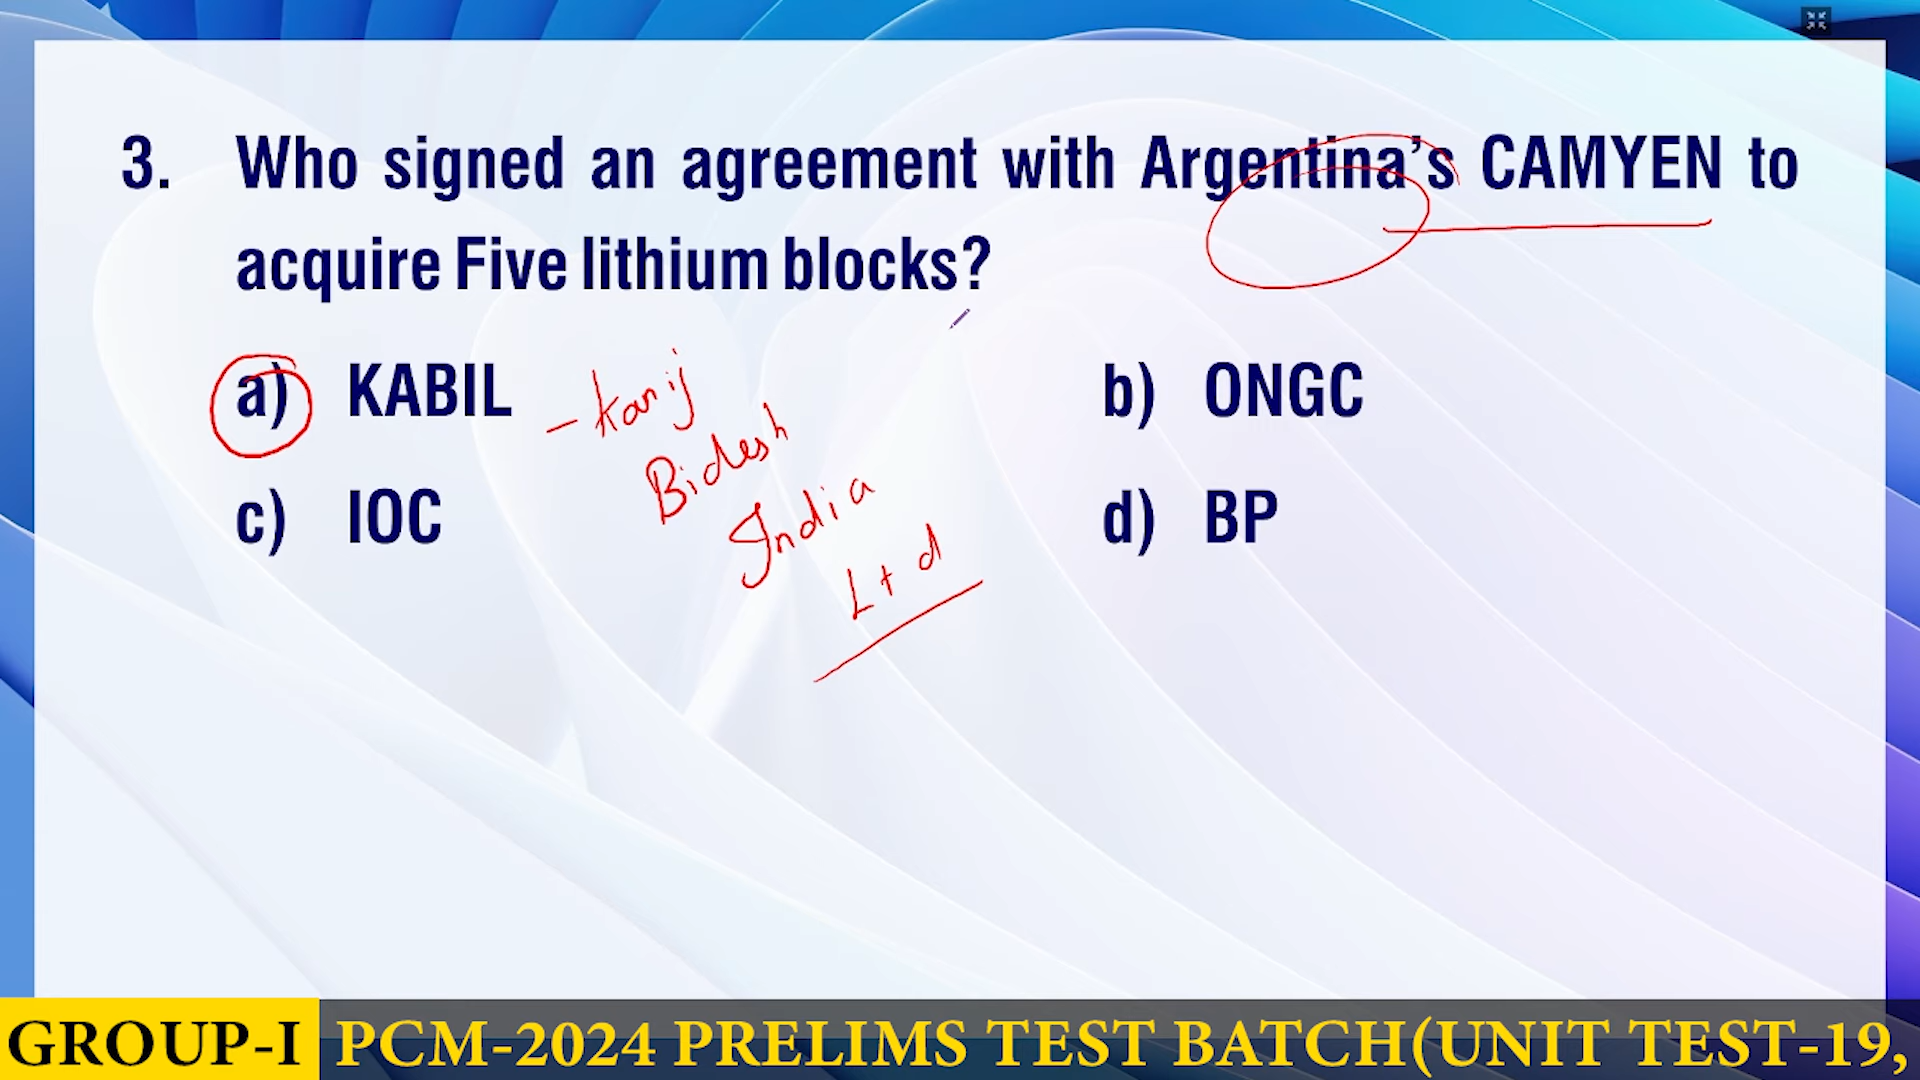 3. Who signed an agreement with Argentina's CAMYEN to
acquire Five lithium blocks?
a) KABIL
- Kanij
Bidesh
India
Ltd
b) ONGC
c) IOC
d) BP
GROUP-I PCM-2024 PRELIMS TEST BATCH(UNIT TEST-19,